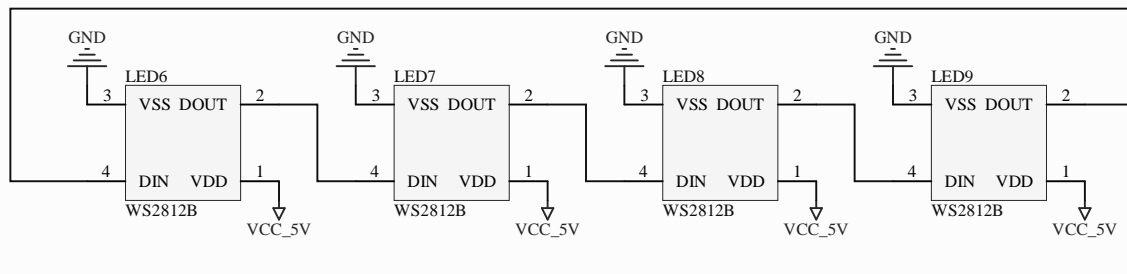 GND GND GND GND
LED6 LED7 LED8 LED9
3 VSS DOUT 2 3 VSS DOUT 2 3 VSS DOUT 2 3 VSS DOUT 2
4 DIN VDD 1 4 DIN VDD 1 4 DIN VDD 1 4 DIN VDD 1
WS2812B WS2812B WS2812B WS2812B
VCC_5V VCC_5V VCC_5V VCC_5V